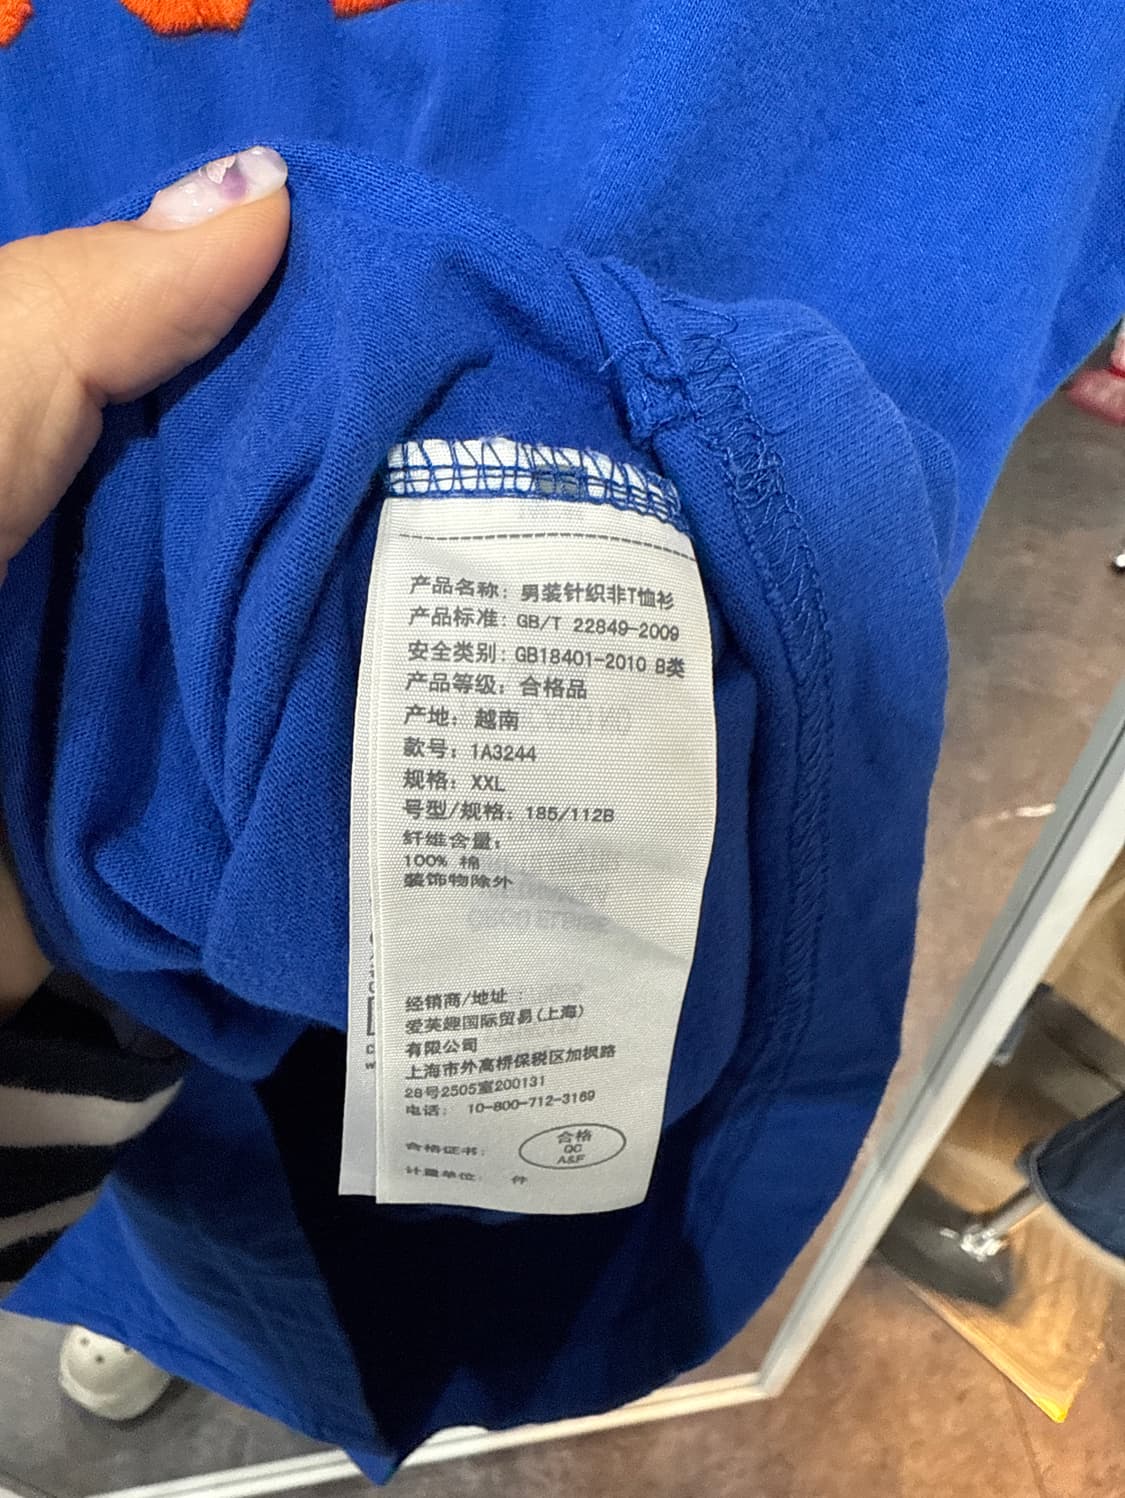 产品名称: 男装针织非T恤衫
产品标准: GB/T 22849-2009
安全类别: GB18401-2010 B类
产品等级: 合格品
产地: 越南
款号: 1A3244
规格: XXL
号型/规格: 185/112B
纤维含量:
100% 棉
装饰物除外
经销商/地址 :
爱芙趣国际贸易(上海)
有限公司
上海市外高桥保税区加枫路
28号2505室200131
电话: 10-800-712-3169
合格证书:
合格
QC
A&F
计量单位: 件